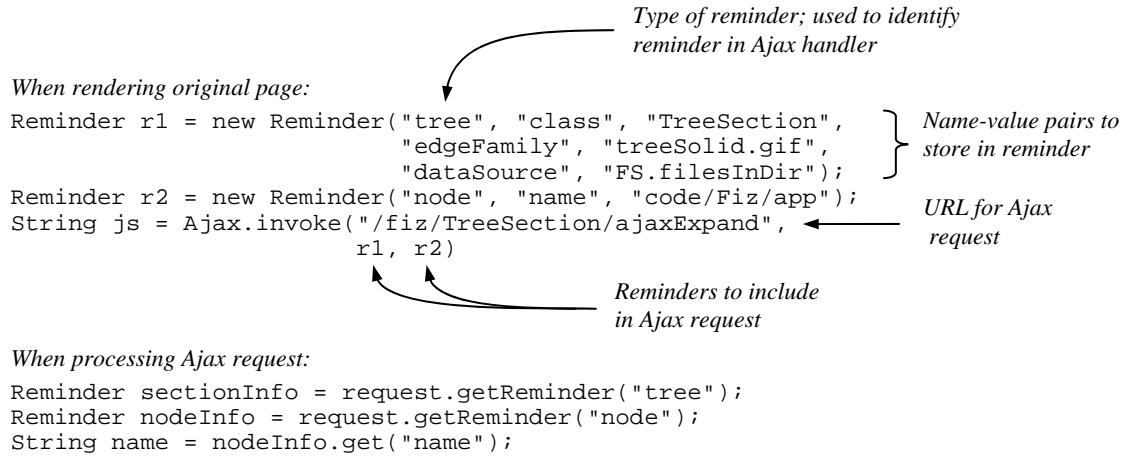 Type of reminder; used to identify
reminder in Ajax handler
When rendering original page:
Reminder r1 = new Reminder("tree", "class", "TreeSection",
"edgeFamily", "treeSolid.gif",
"dataSource", "FS.filesInDir");
Name-value pairs to
store in reminder
Reminder r2 = new Reminder("node", "name", "code/Fiz/app");
String js = Ajax.invoke("/fiz/TreeSection/ajaxExpand",
r1, r2)
URL for Ajax
request
Reminders to include
in Ajax request
When processing Ajax request:
Reminder sectionInfo = request.getReminder("tree");
Reminder nodeInfo = request.getReminder("node");
String name = nodeInfo.get("name");